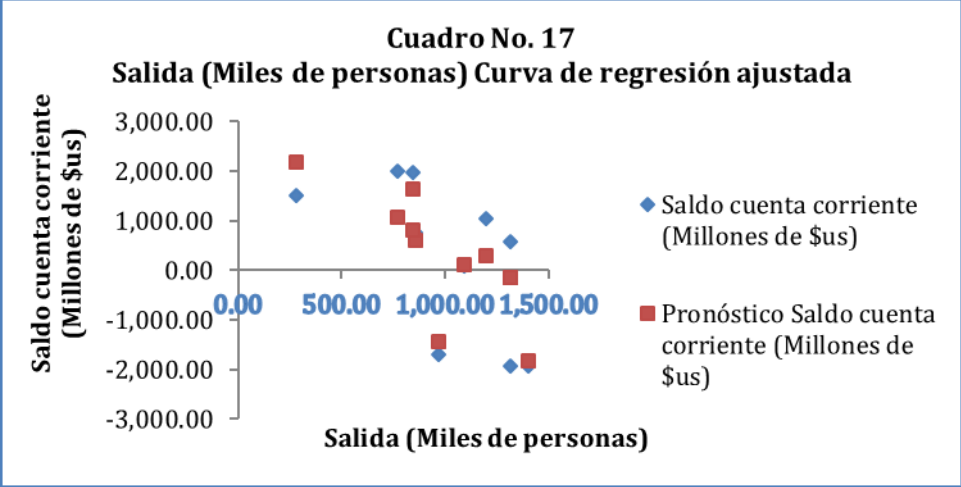 Cuadro No. 17
Salida (Miles de personas) Curva de regresión ajustada
Saldo cuenta corriente
(Millones de $us)
3,000.00
2,000.00
1,000.00
0.00
-1,000.00
-2,000.00
-3,000.00
0.00 500.00 1,000.00 1,500.00
Salida (Miles de personas)
Saldo cuenta corriente
(Millones de $us)
Pronóstico Saldo cuenta
corriente (Millones de
$us)